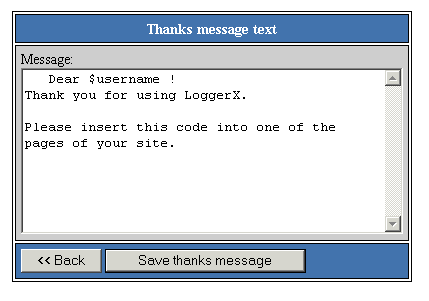 Thanks message text
Message:
Dear $username !
Thank you for using LoggerX.
Please insert this code into one of the
pages of your site.
<< Back
Save thanks message